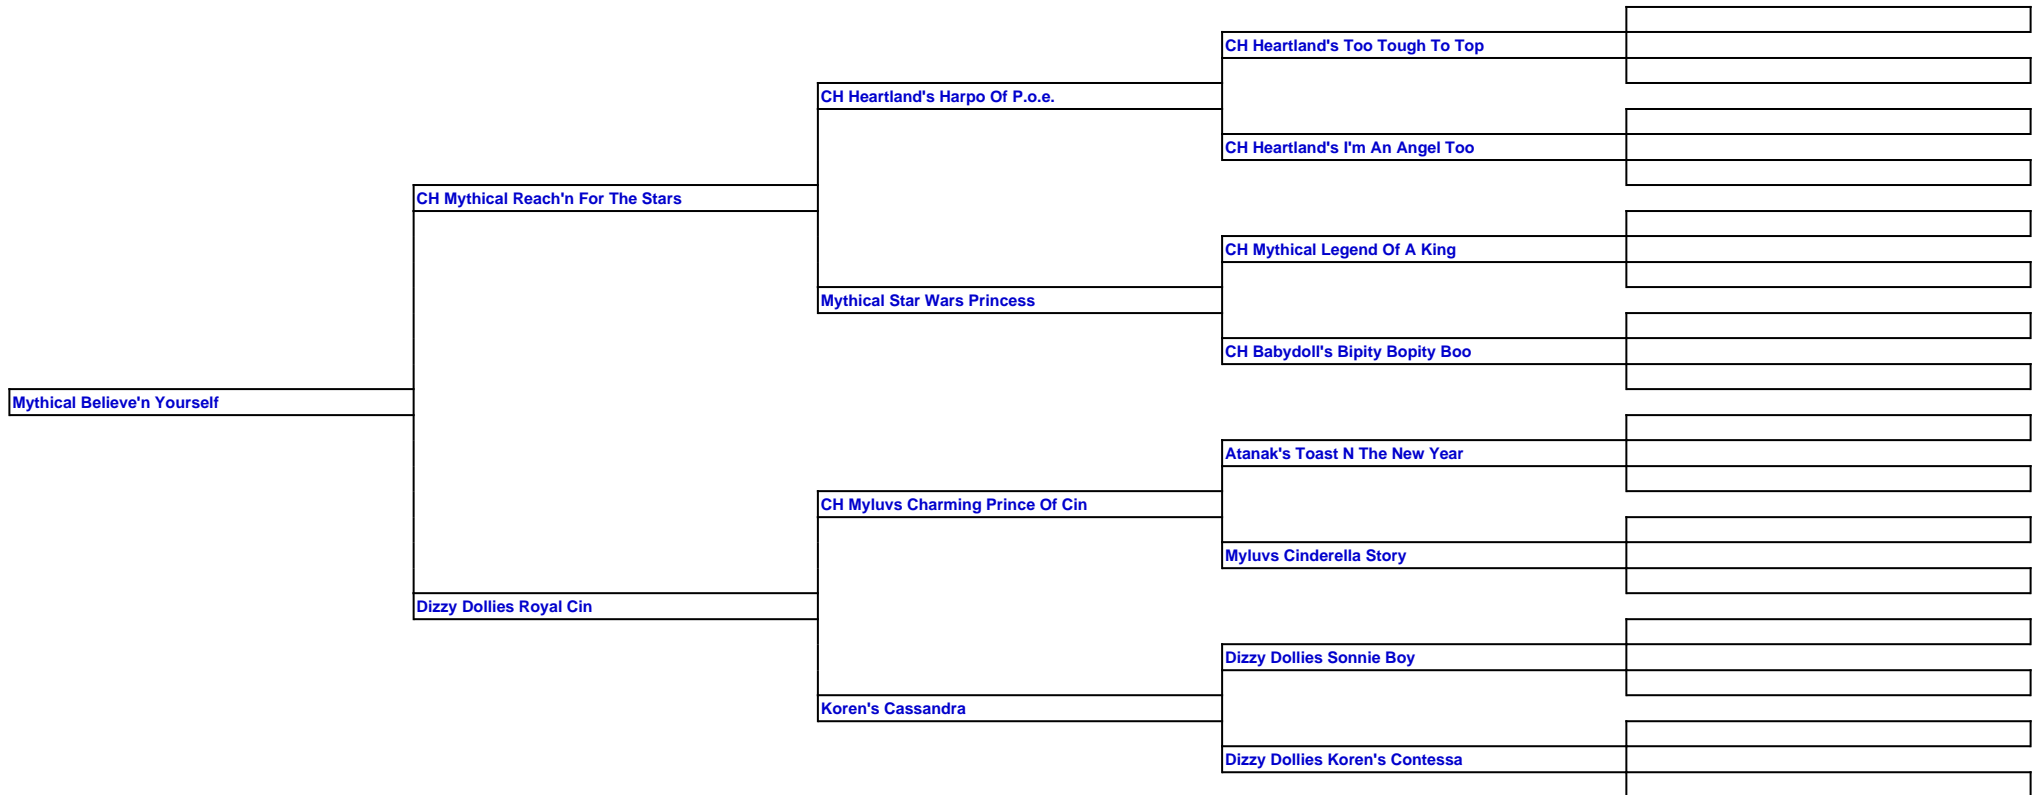 CH Heartland's Too Tough To Top
CH Heartland's Harpo Of P.o.e.
CH Heartland's I'm An Angel Too
CH Mythical Reach'n For The Stars
CH Mythical Legend Of A King
Mythical Star Wars Princess
CH Babydoll's Bipity Bopity Boo
Mythical Believe'n Yourself
Atanak's Toast N The New Year
CH Myluvs Charming Prince Of Cin
Myluvs Cinderella Story
Dizzy Dollies Royal Cin
Dizzy Dollies Sonnie Boy
Koren's Cassandra
Dizzy Dollies Koren's Contessa